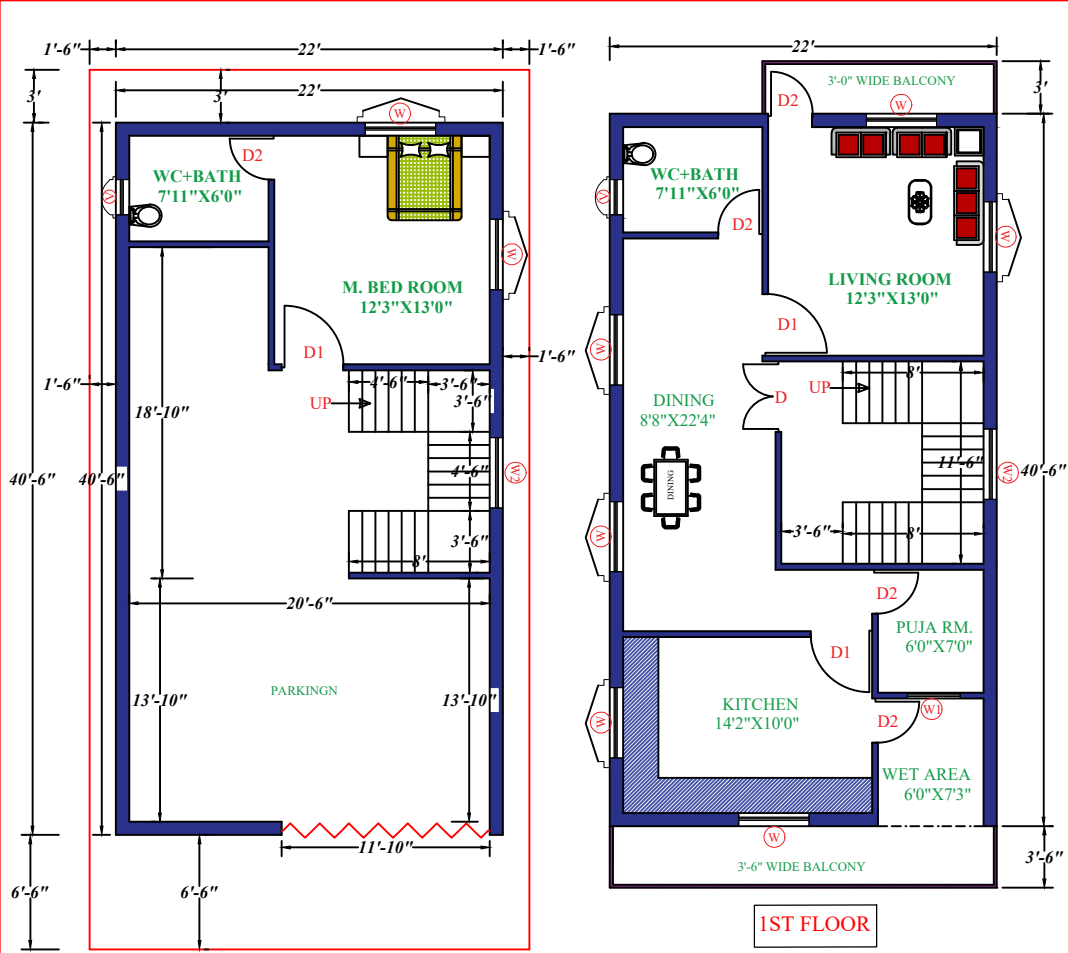 1'-6"
22'
1'-6"
3'
22'
3'
W
D2
WC+BATH
7'11"X6'0"
V
W
M. BED ROOM
12'3"X13'0"
D1
1'-6"
1'-6"
4'-6"
3'-6"
UP
3'-6"
18'-10"
40'-6"
40'-6"
4'-6"
W2
3'-6"
8'
20'-6"
PARKINGN
13'-10"
13'-10"
11'-10"
6'-6"
6'-6"
22'
3'-0" WIDE BALCONY
3'
D2
W
WC+BATH
7'11"X6'0"
V
D2
W
LIVING ROOM
12'3"X13'0"
D1
W
8'
UP
DINING
8'8"X22'4"
D
11'-6"
40'-6"
W2
DINING
W
3'-6"
8'
D2
PUJA RM.
6'0"X7'0"
D1
KITCHEN
14'2"X10'0"
W
D2
W1
WET AREA
6'0"X7'3"
W
3'-6" WIDE BALCONY
3'-6"
1ST FLOOR